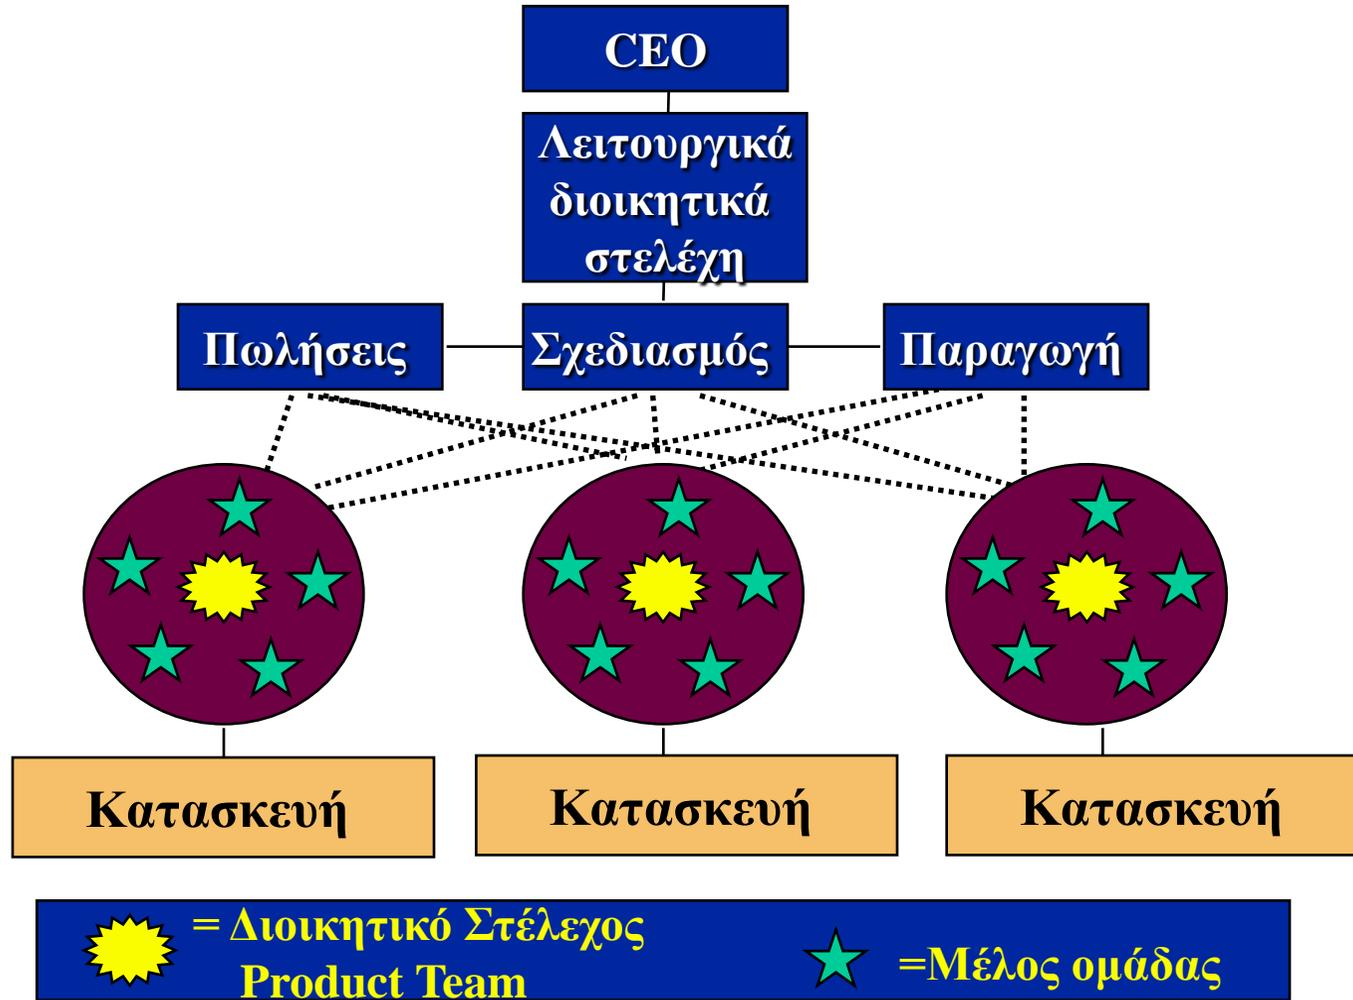 CEO
Λειτουργικά
διοικητικά
στελέχη
Πωλήσεις
Σχεδιασμός
Παραγωγή
Κατασκευή
Κατασκευή
Κατασκευή
= Διοικητικό Στέλεχος
Product Team
=Μέλος ομάδας